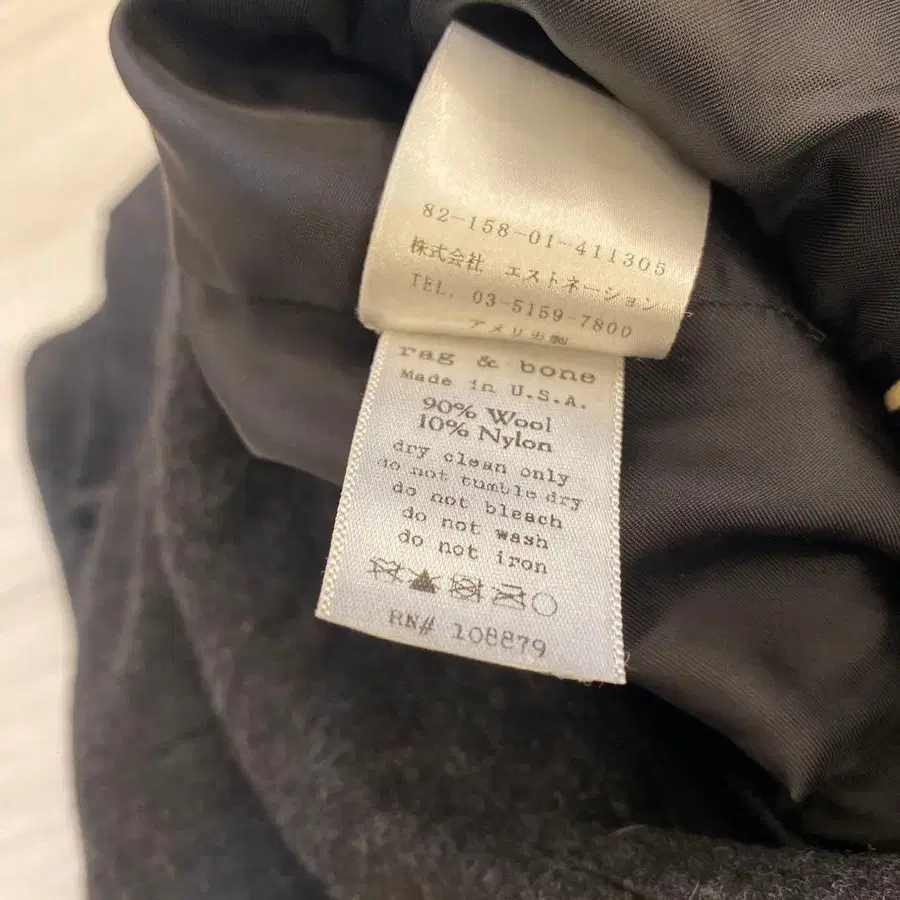 82-158-01-411305
株式会社 エストネーション
TEL. 03-5159-7800
アメリカ製
rag & bone
Made in U.S.A.
90% Wool
10% Nylon
dry clean only
do not tumble dry
do not bleach
do not wash
do not iron
RN# 108879